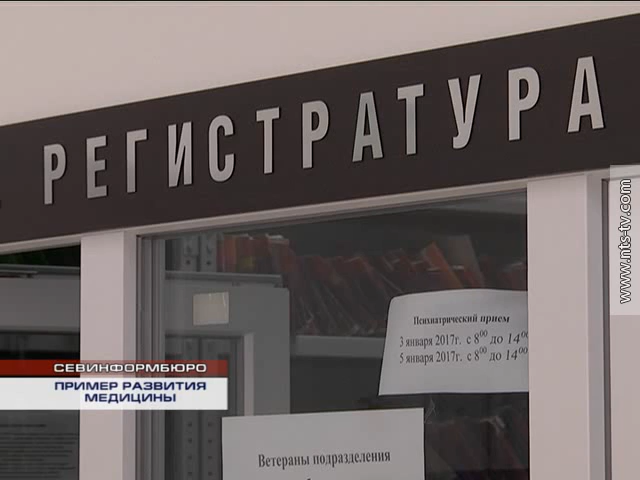 РЕГИСТРАТУРА
www.nts-tv.com
Психиатрический прием
3 января 2017г. с 8⁰⁰ до 14⁰⁰
5 января 2017г. с 8⁰⁰ до 14⁰⁰
СЕВИНФОРМБЮРО
ПРИМЕР РАЗВИТИЯ
МЕДИЦИНЫ
Ветераны подразделения